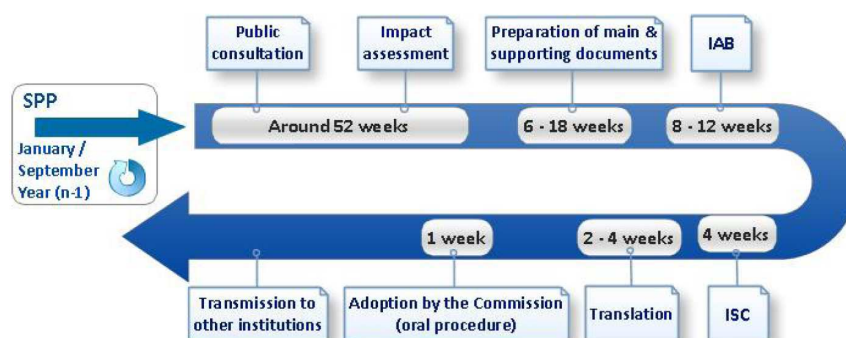 Public
consultation
Impact
assessment
Preparation of main &
supporting documents
IAB
SPP
January /
September
Year (n-1)
Around 52 weeks
6 - 18 weeks
8 - 12 weeks
1 week
2 - 4 weeks
4 weeks
Transmission to
other institutions
Adoption by the Commission
(oral procedure)
Translation
ISC